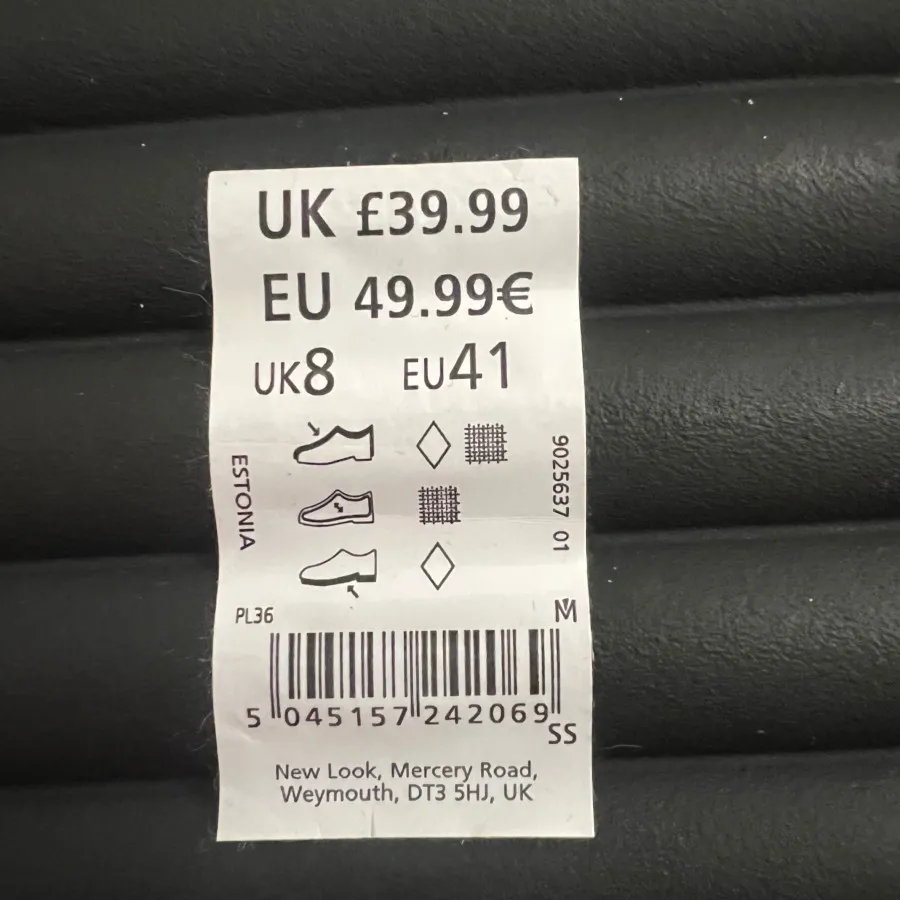 UK £39.99
EU 49.99€
UK8 EU41
ESTONIA
9025637 01
PL36 M
5 045157 242069
SS
New Look, Mercery Road,
Weymouth, DT3 5HJ, UK